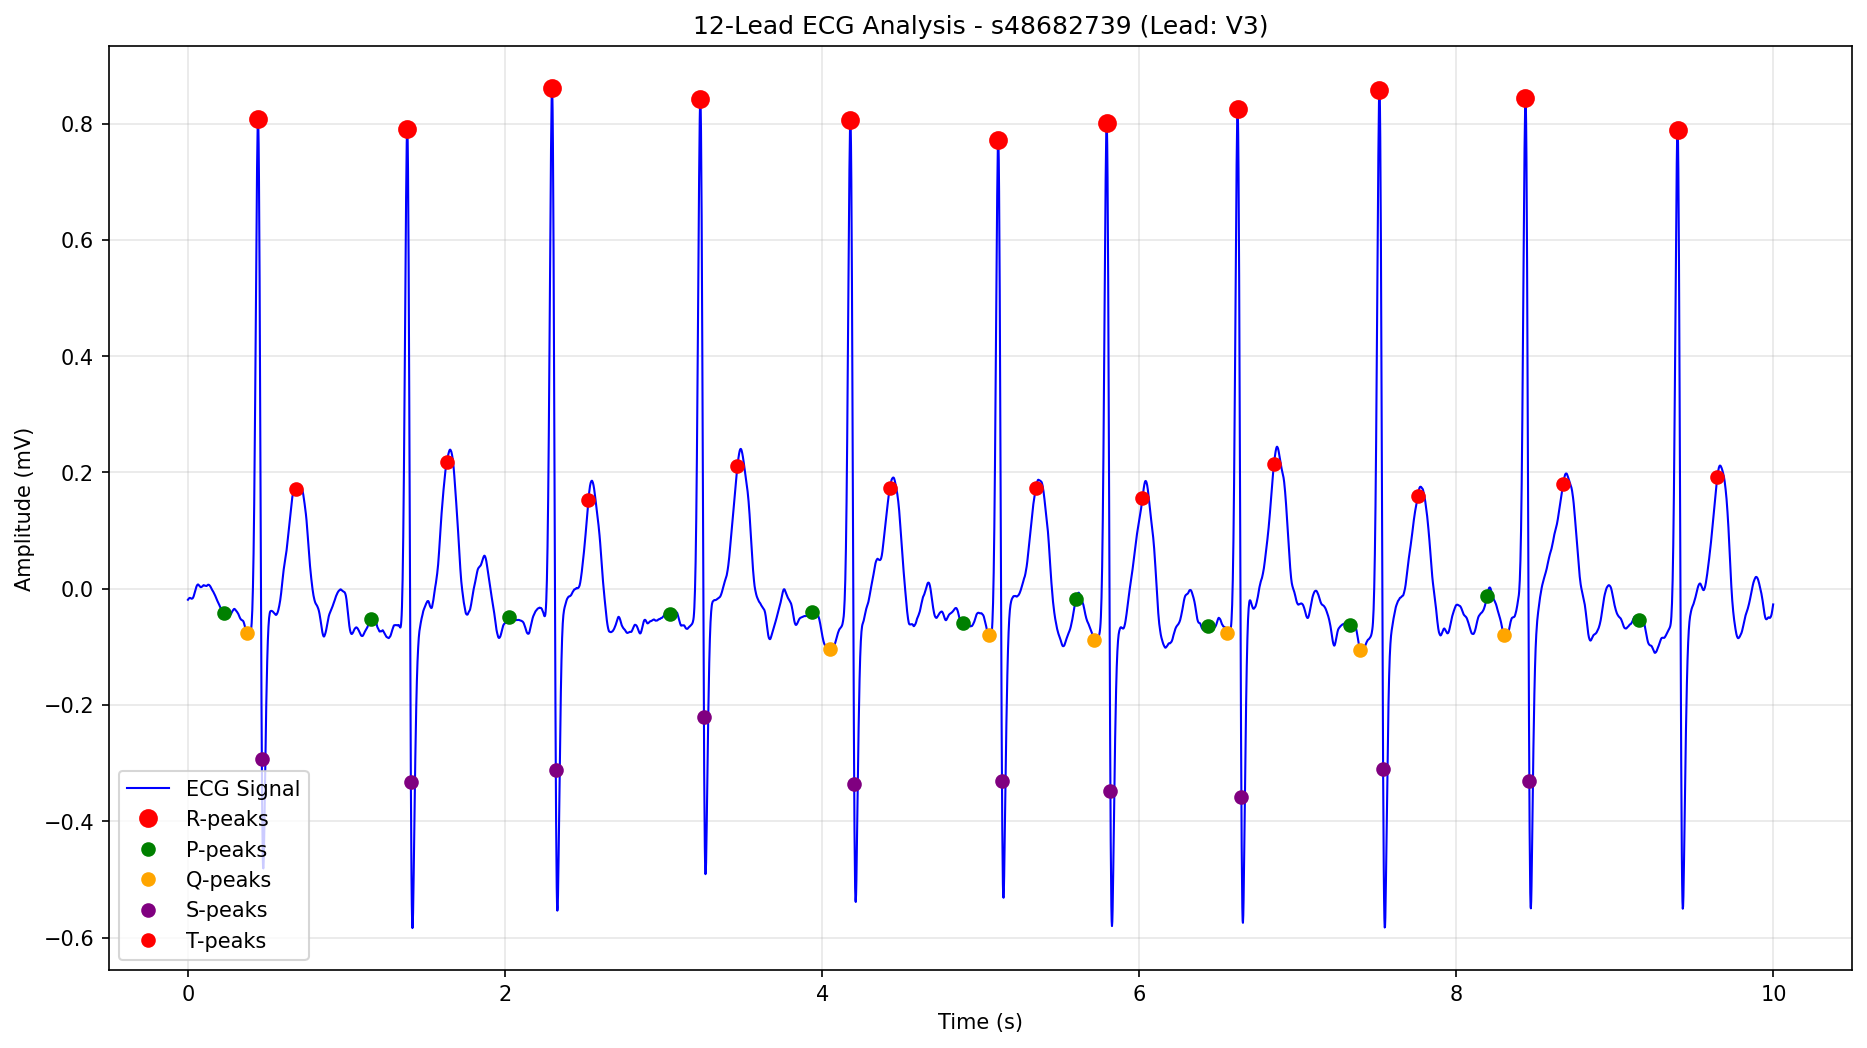 12-Lead ECG Analysis - s48682739 (Lead: V3)
Amplitude (mV)
0.8
0.6
0.4
0.2
0.0
−0.2
−0.4
−0.6
ECG Signal
R-peaks
P-peaks
Q-peaks
S-peaks
T-peaks
0 2 4 6 8 10
Time (s)